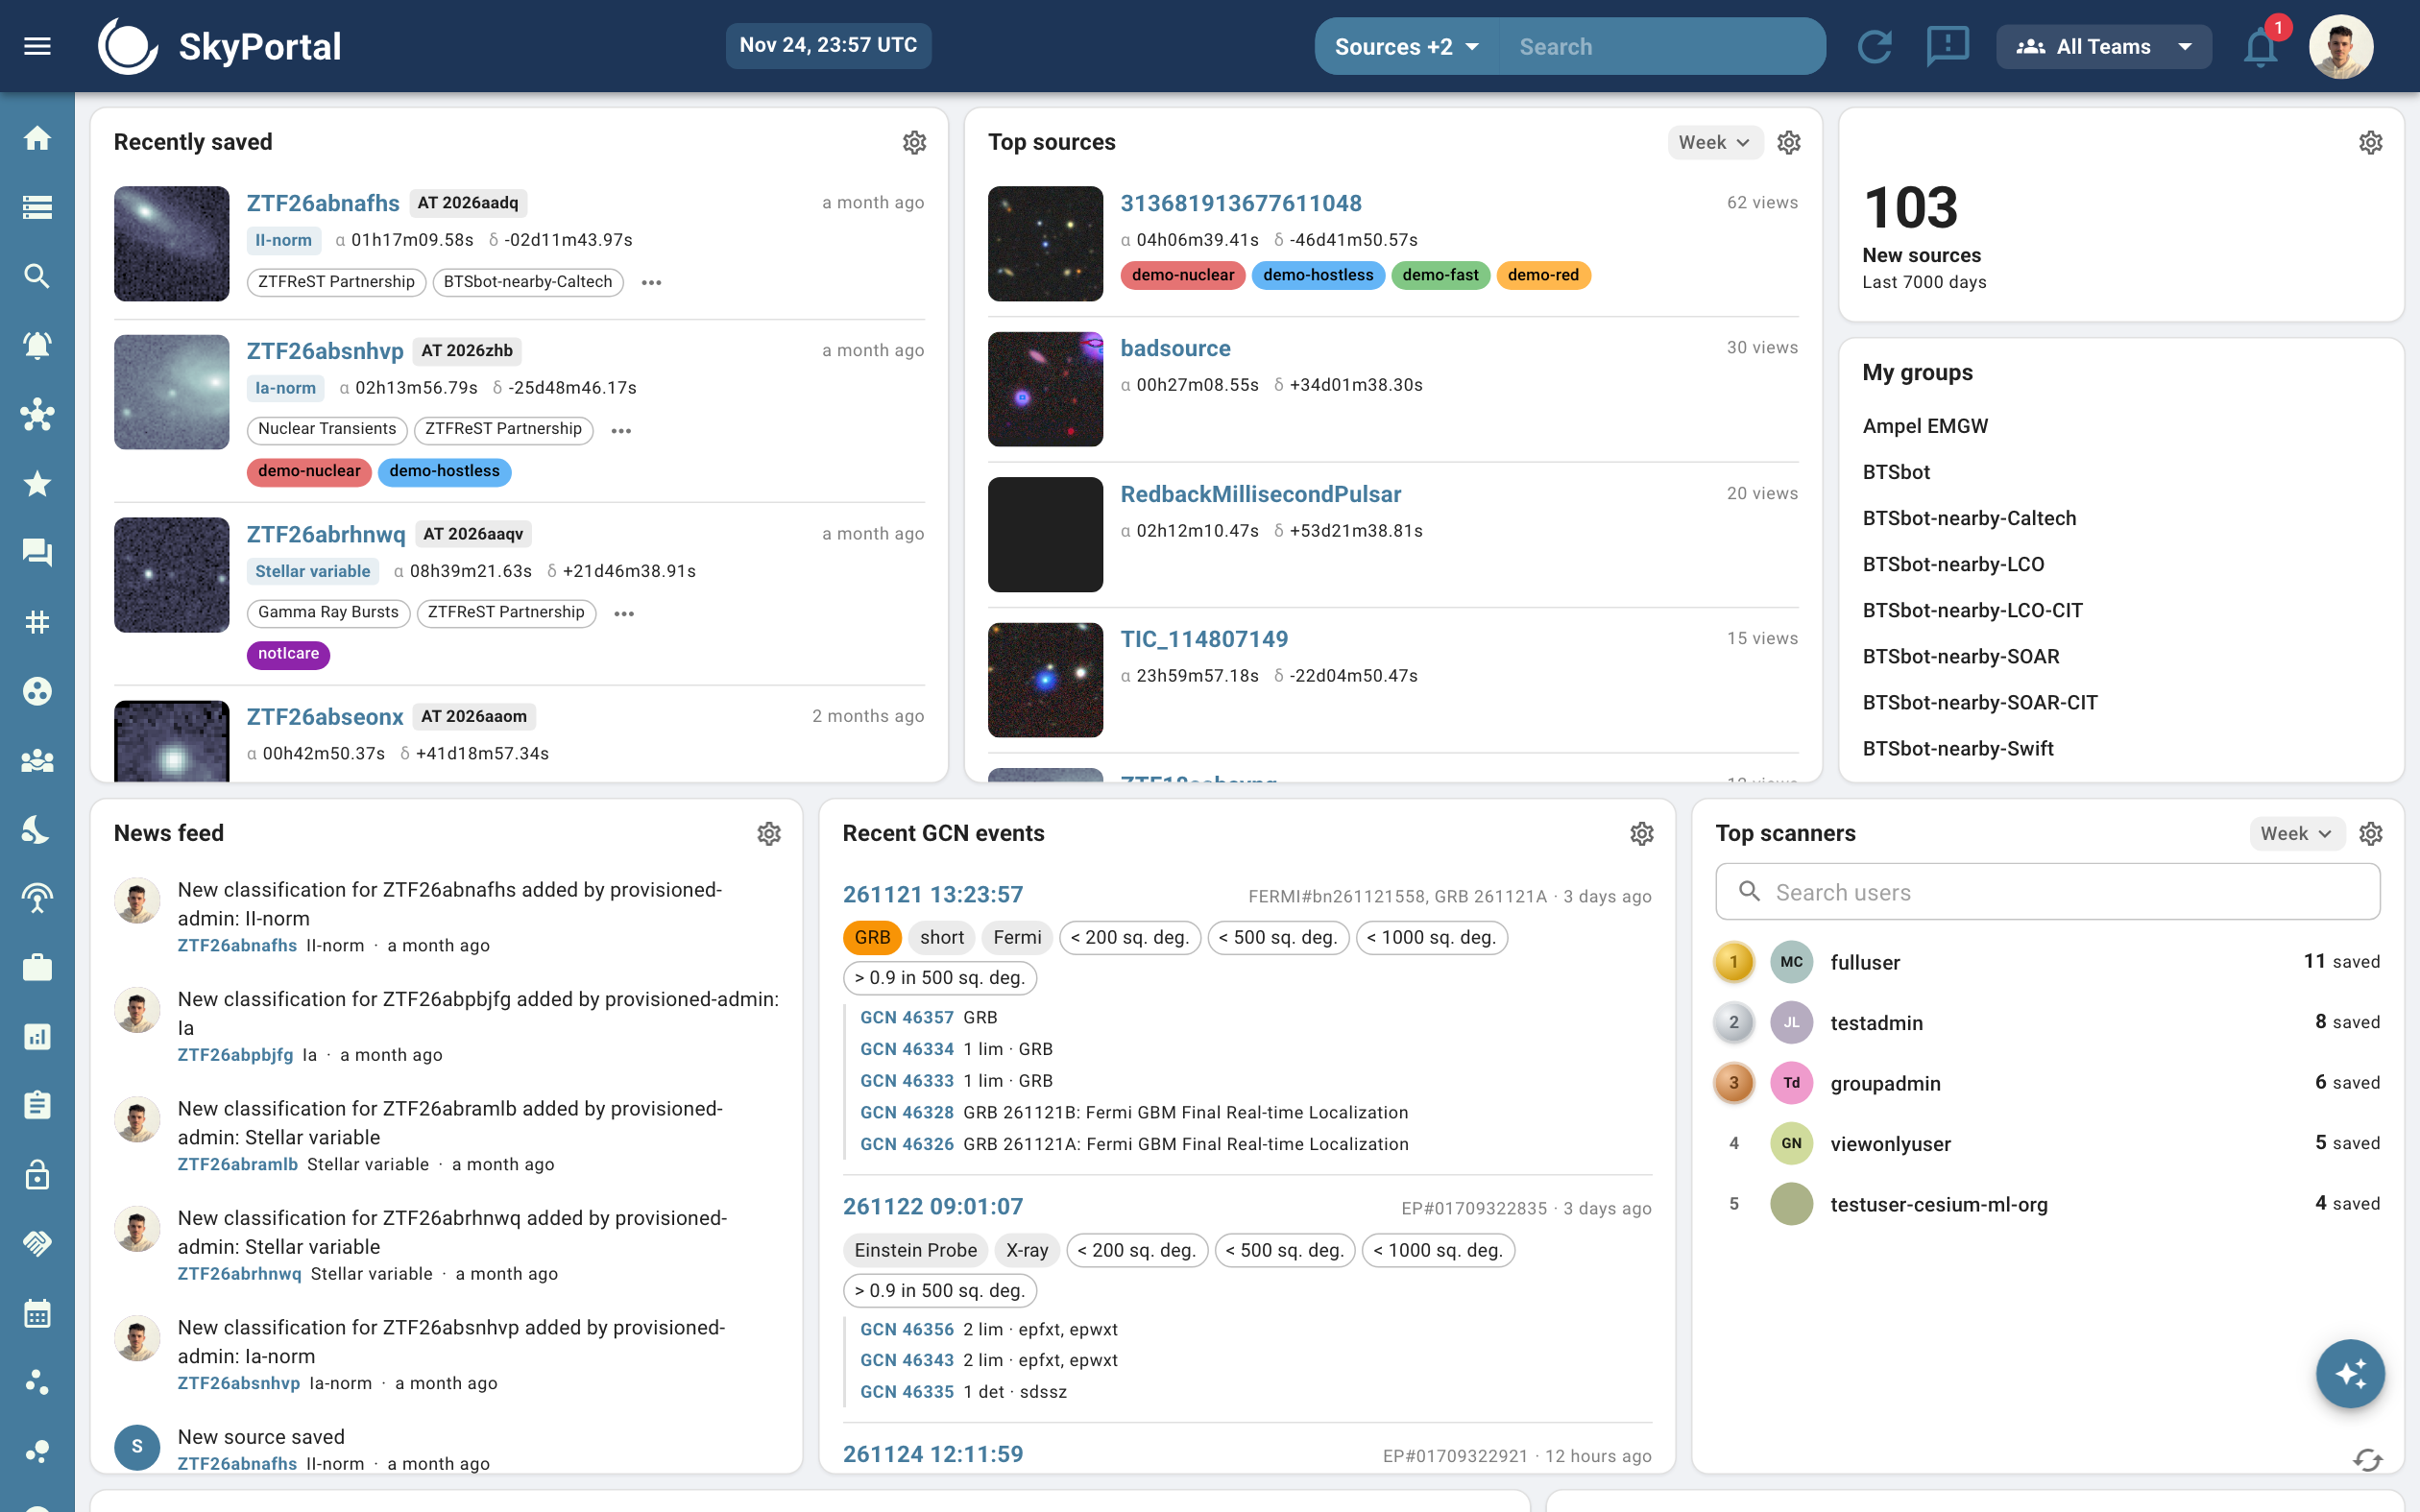 SkyPortal
Nov 24, 23:57 UTC
Sources +2
Search
All Teams
1
Recently saved
ZTF26abnafhs AT 2026aadq a month ago
II-norm α 01h17m09.58s δ -02d11m43.97s
ZTFReST Partnership BTSbot-nearby-Caltech •••
ZTF26absnhvp AT 2026zhb a month ago
Ia-norm α 02h13m56.79s δ -25d48m46.17s
Nuclear Transients ZTFReST Partnership •••
demo-nuclear demo-hostless
ZTF26abrhnwq AT 2026aaqv a month ago
Stellar variable α 08h39m21.63s δ +21d46m38.91s
Gamma Ray Bursts ZTFReST Partnership •••
notIcare
ZTF26abseonx AT 2026aaom 2 months ago
α 00h42m50.37s δ +41d18m57.34s
Top sources
Week
313681913677611048 62 views
α 04h06m39.41s δ -46d41m50.57s
demo-nuclear demo-hostless demo-fast demo-red
badsource 30 views
α 00h27m08.55s δ +34d01m38.30s
RedbackMillisecondPulsar 20 views
α 02h12m10.47s δ +53d21m38.81s
TIC_114807149 15 views
α 23h59m57.18s δ -22d04m50.47s
103
New sources
Last 7000 days
My groups
Ampel EMGW
BTSbot
BTSbot-nearby-Caltech
BTSbot-nearby-LCO
BTSbot-nearby-LCO-CIT
BTSbot-nearby-SOAR
BTSbot-nearby-SOAR-CIT
BTSbot-nearby-Swift
News feed
New classification for ZTF26abnafhs added by provisioned-
admin: II-norm
ZTF26abnafhs II-norm · a month ago
New classification for ZTF26abpbjfg added by provisioned-admin:
Ia
ZTF26abpbjfg Ia · a month ago
New classification for ZTF26abramlb added by provisioned-
admin: Stellar variable
ZTF26abramlb Stellar variable · a month ago
New classification for ZTF26abrhnwq added by provisioned-
admin: Stellar variable
ZTF26abrhnwq Stellar variable · a month ago
New classification for ZTF26absnhvp added by provisioned-
admin: Ia-norm
ZTF26absnhvp Ia-norm · a month ago
S
New source saved
ZTF26abnafhs II-norm · a month ago
Recent GCN events
261121 13:23:57 FERMI#bn261121558, GRB 261121A · 3 days ago
GRB short Fermi < 200 sq. deg. < 500 sq. deg. < 1000 sq. deg.
> 0.9 in 500 sq. deg.
GCN 46357 GRB
GCN 46334 1 lim · GRB
GCN 46333 1 lim · GRB
GCN 46328 GRB 261121B: Fermi GBM Final Real-time Localization
GCN 46326 GRB 261121A: Fermi GBM Final Real-time Localization
261122 09:01:07 EP#01709322835 · 3 days ago
Einstein Probe X-ray < 200 sq. deg. < 500 sq. deg. < 1000 sq. deg.
> 0.9 in 500 sq. deg.
GCN 46356 2 lim · epfxt, epwxt
GCN 46343 2 lim · epfxt, epwxt
GCN 46335 1 det · sdssz
261124 12:11:59 EP#01709322921 · 12 hours ago
Top scanners
Week
Search users
1 MC fulluser 11 saved
2 JL testadmin 8 saved
3 Td groupadmin 6 saved
4 GN viewonlyuser 5 saved
5 testuser-cesium-ml-org 4 saved